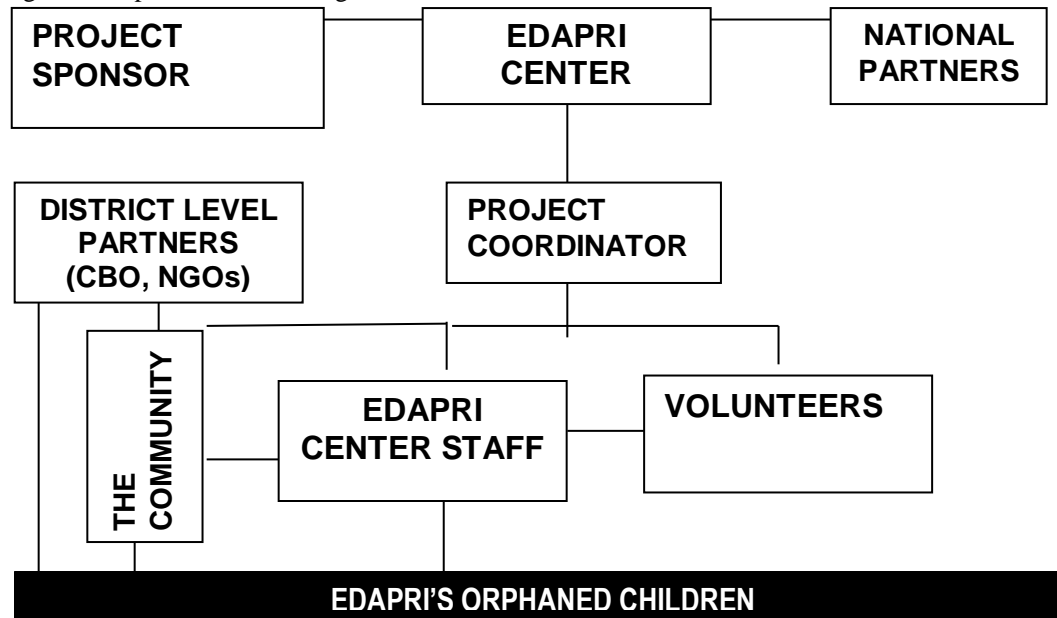 PROJECT
SPONSOR
EDAPRI
CENTER
NATIONAL
PARTNERS
DISTRICT LEVEL
PARTNERS
(CBO, NGOs)
PROJECT
COORDINATOR
THE
COMMUNITY
EDAPRI
CENTER STAFF
VOLUNTEERS
EDAPRI'S ORPHANED CHILDREN